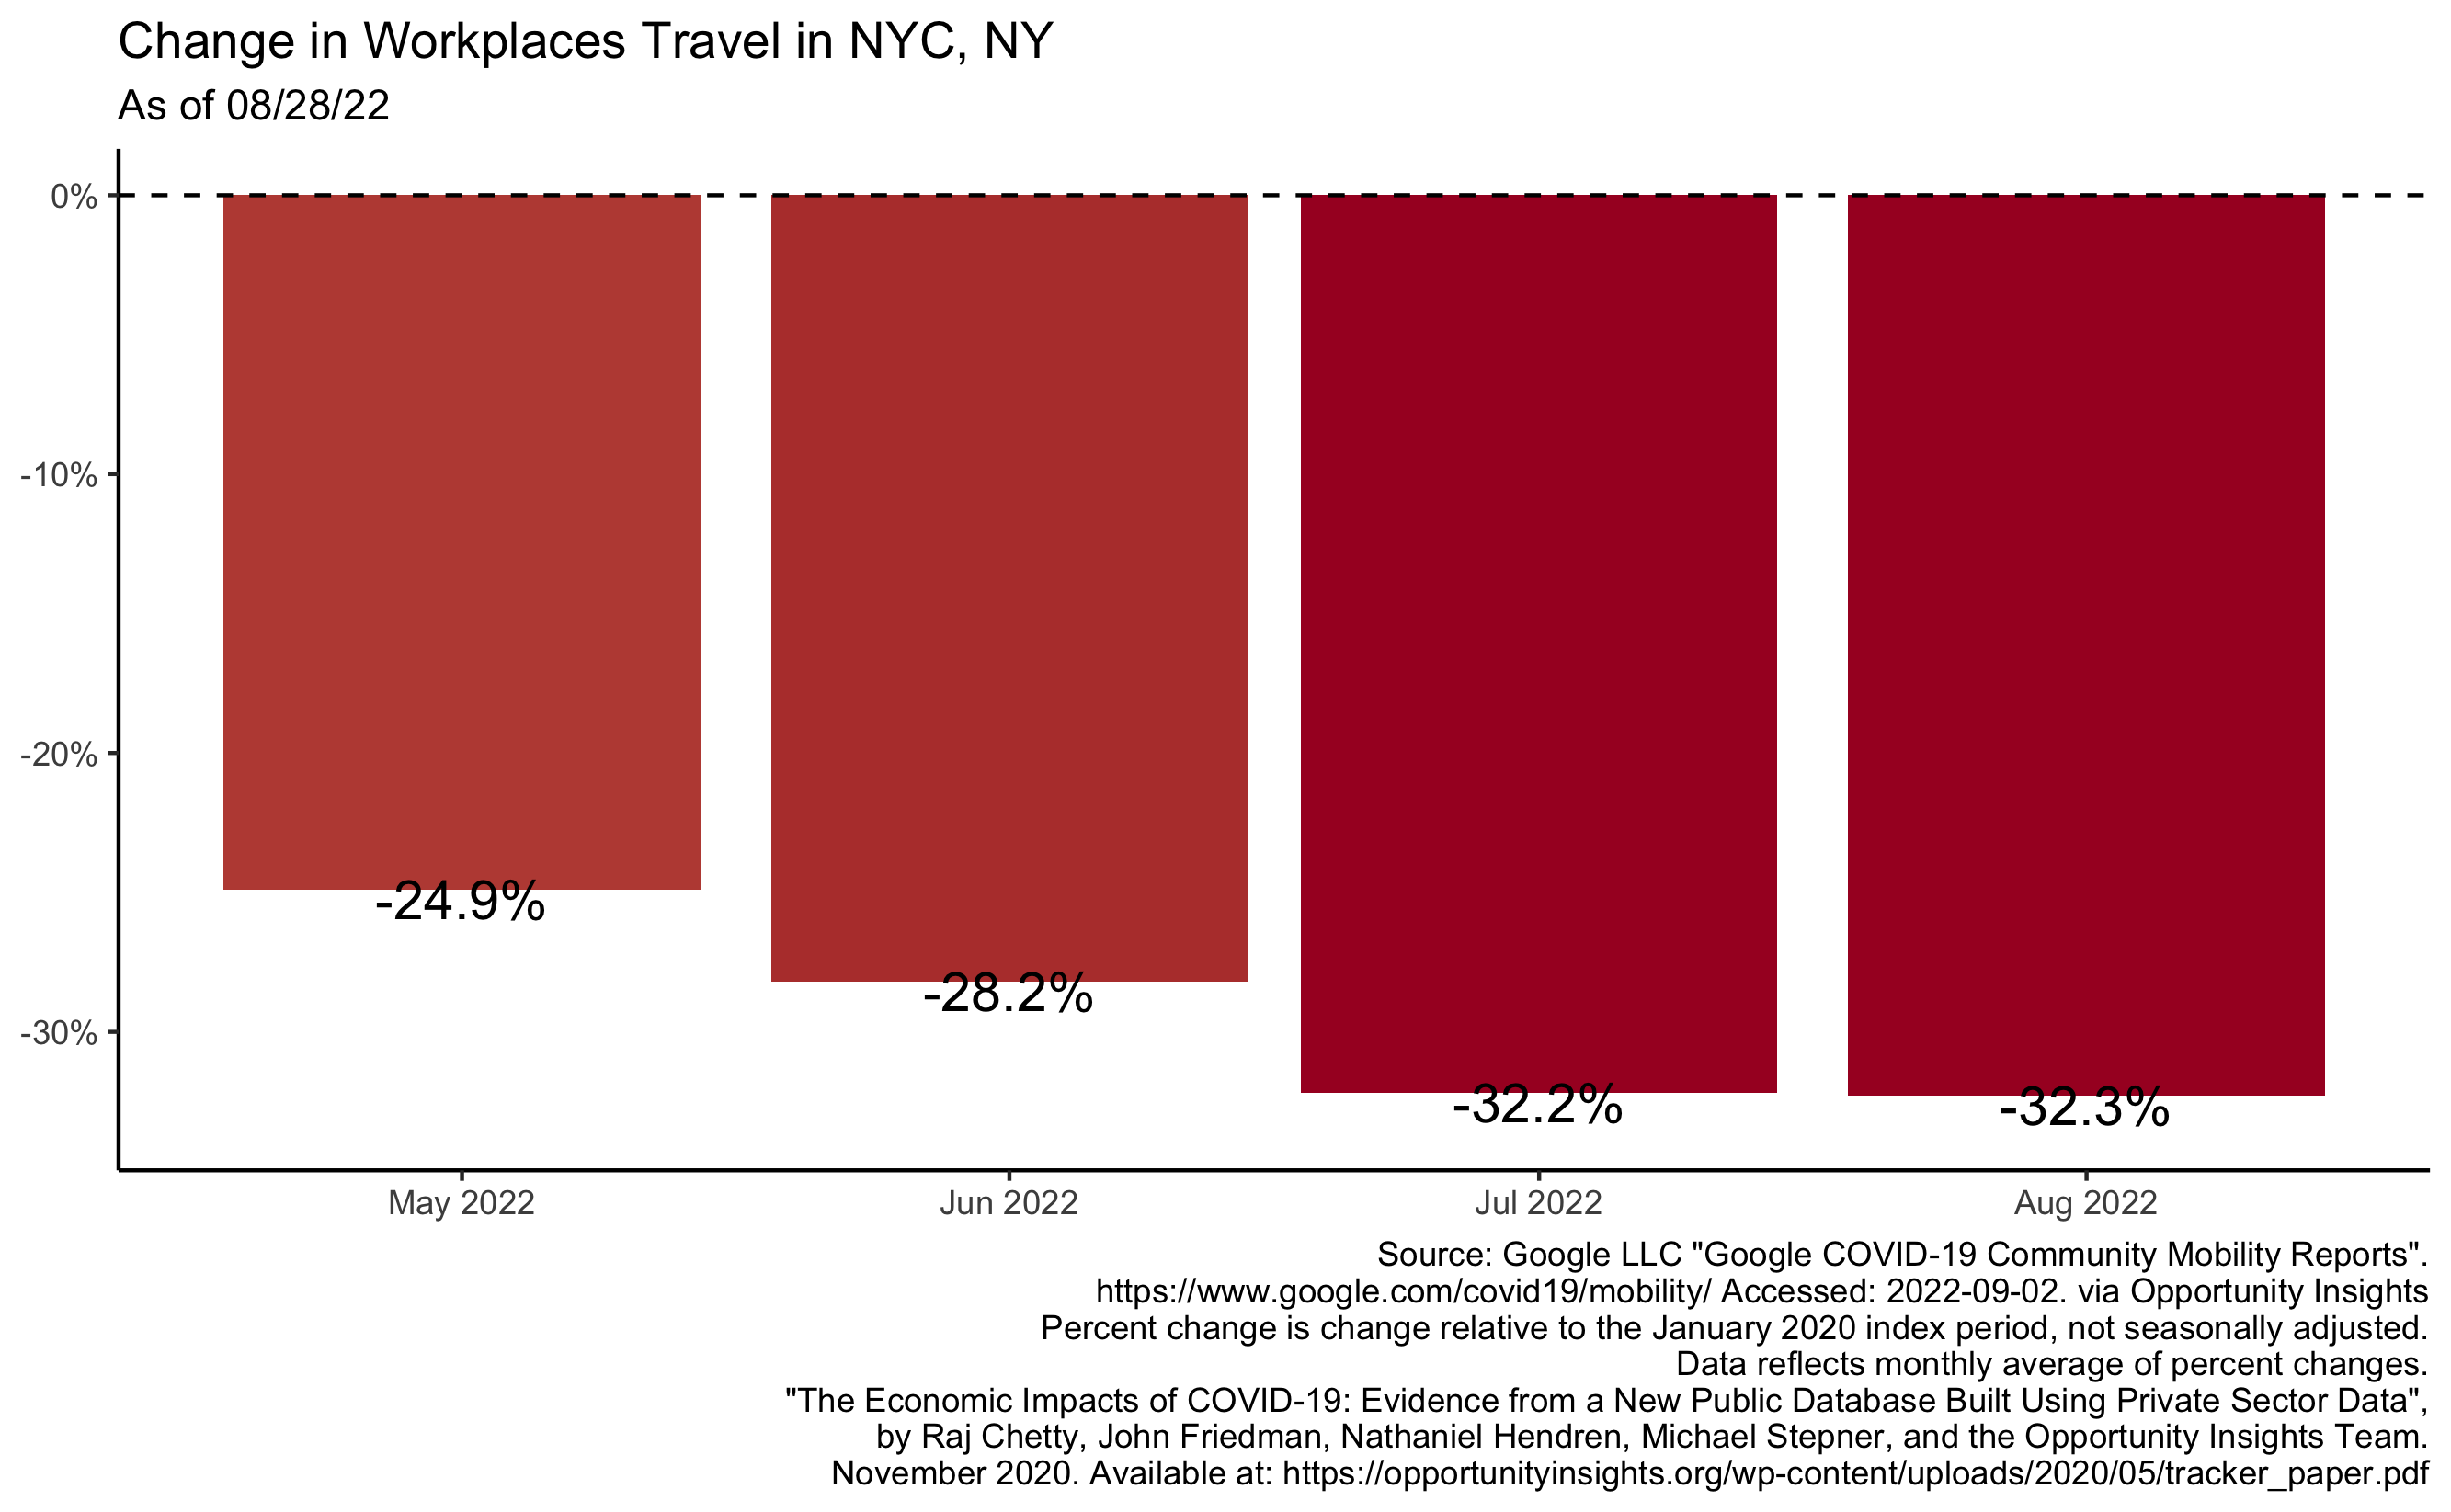 Change in Workplaces Travel in NYC, NY
As of 08/28/22
0%
-10%
-20%
-30%
-24.9%
-28.2%
-32.2%
-32.3%
May 2022
Jun 2022
Jul 2022
Aug 2022
Source: Google LLC "Google COVID-19 Community Mobility Reports".
https://www.google.com/covid19/mobility/ Accessed: 2022-09-02. via Opportunity Insights
Percent change is change relative to the January 2020 index period, not seasonally adjusted.
Data reflects monthly average of percent changes.
"The Economic Impacts of COVID-19: Evidence from a New Public Database Built Using Private Sector Data",
by Raj Chetty, John Friedman, Nathaniel Hendren, Michael Stepner, and the Opportunity Insights Team.
November 2020. Available at: https://opportunityinsights.org/wp-content/uploads/2020/05/tracker_paper.pdf